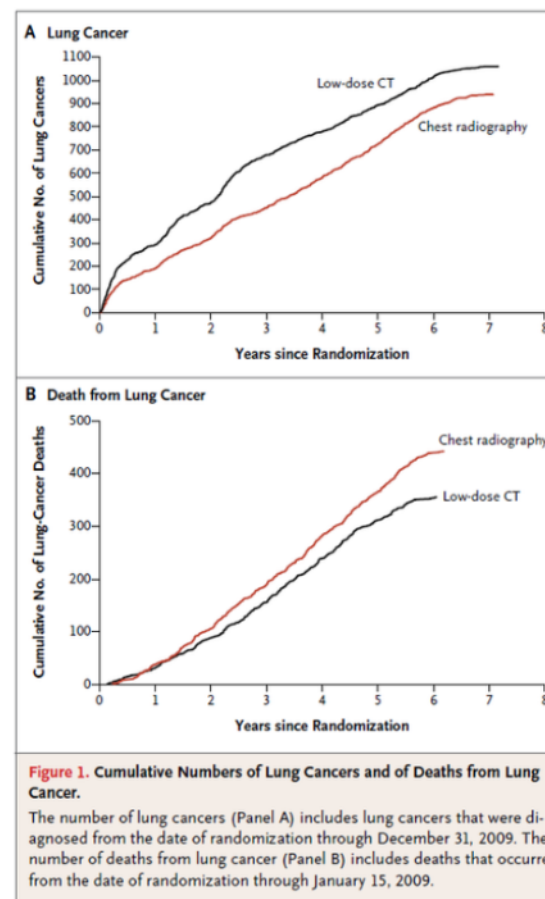 A Lung Cancer
Cumulative No. of Lung Cancers
1100
1000
900
800
700
600
500
400
300
200
100
0
Low-dose CT
Chest radiography
0 1 2 3 4 5 6 7 8
Years since Randomization
B Death from Lung Cancer
Cumulative No. of Lung-Cancer Deaths
500
400
300
200
100
0
Chest radiography
Low-dose CT
0 1 2 3 4 5 6 7 8
Years since Randomization
Figure 1. Cumulative Numbers of Lung Cancers and of Deaths from Lung
Cancer.
The number of lung cancers (Panel A) includes lung cancers that were di-
agnosed from the date of randomization through December 31, 2009. The
number of deaths from lung cancer (Panel B) includes deaths that occurre
from the date of randomization through January 15, 2009.